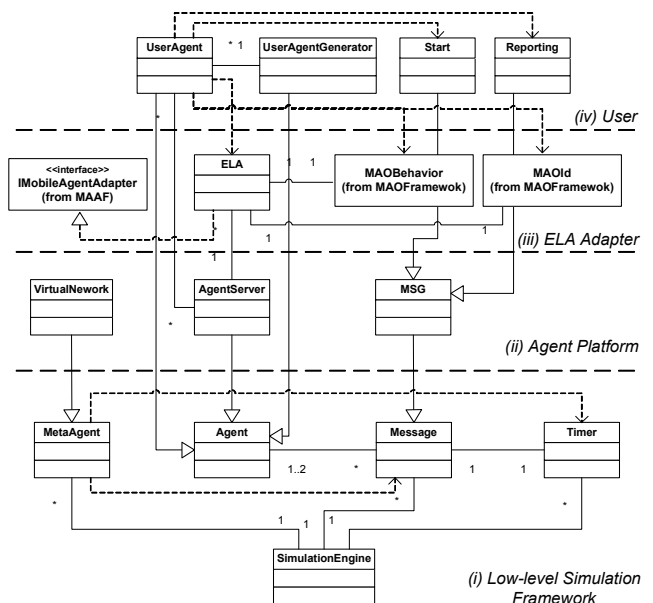 UserAgent
* 1
UserAgentGenerator
Start
Reporting
*
(iv) User
<<interface>>
IMobileAgentAdapter
(from MAAF)
ELA
1 1
MAOBehavior
(from MAOFramewok)
MAOId
(from MAOFramewok)
*
1
1
1
(iii) ELA Adapter
VirtualNework
AgentServer
MSG
*
(ii) Agent Platform
MetaAgent
Agent
Message
Timer
1..2
*
1
1
*
*
*
1
1
1
1
SimulationEngine
(i) Low-level Simulation
Framework